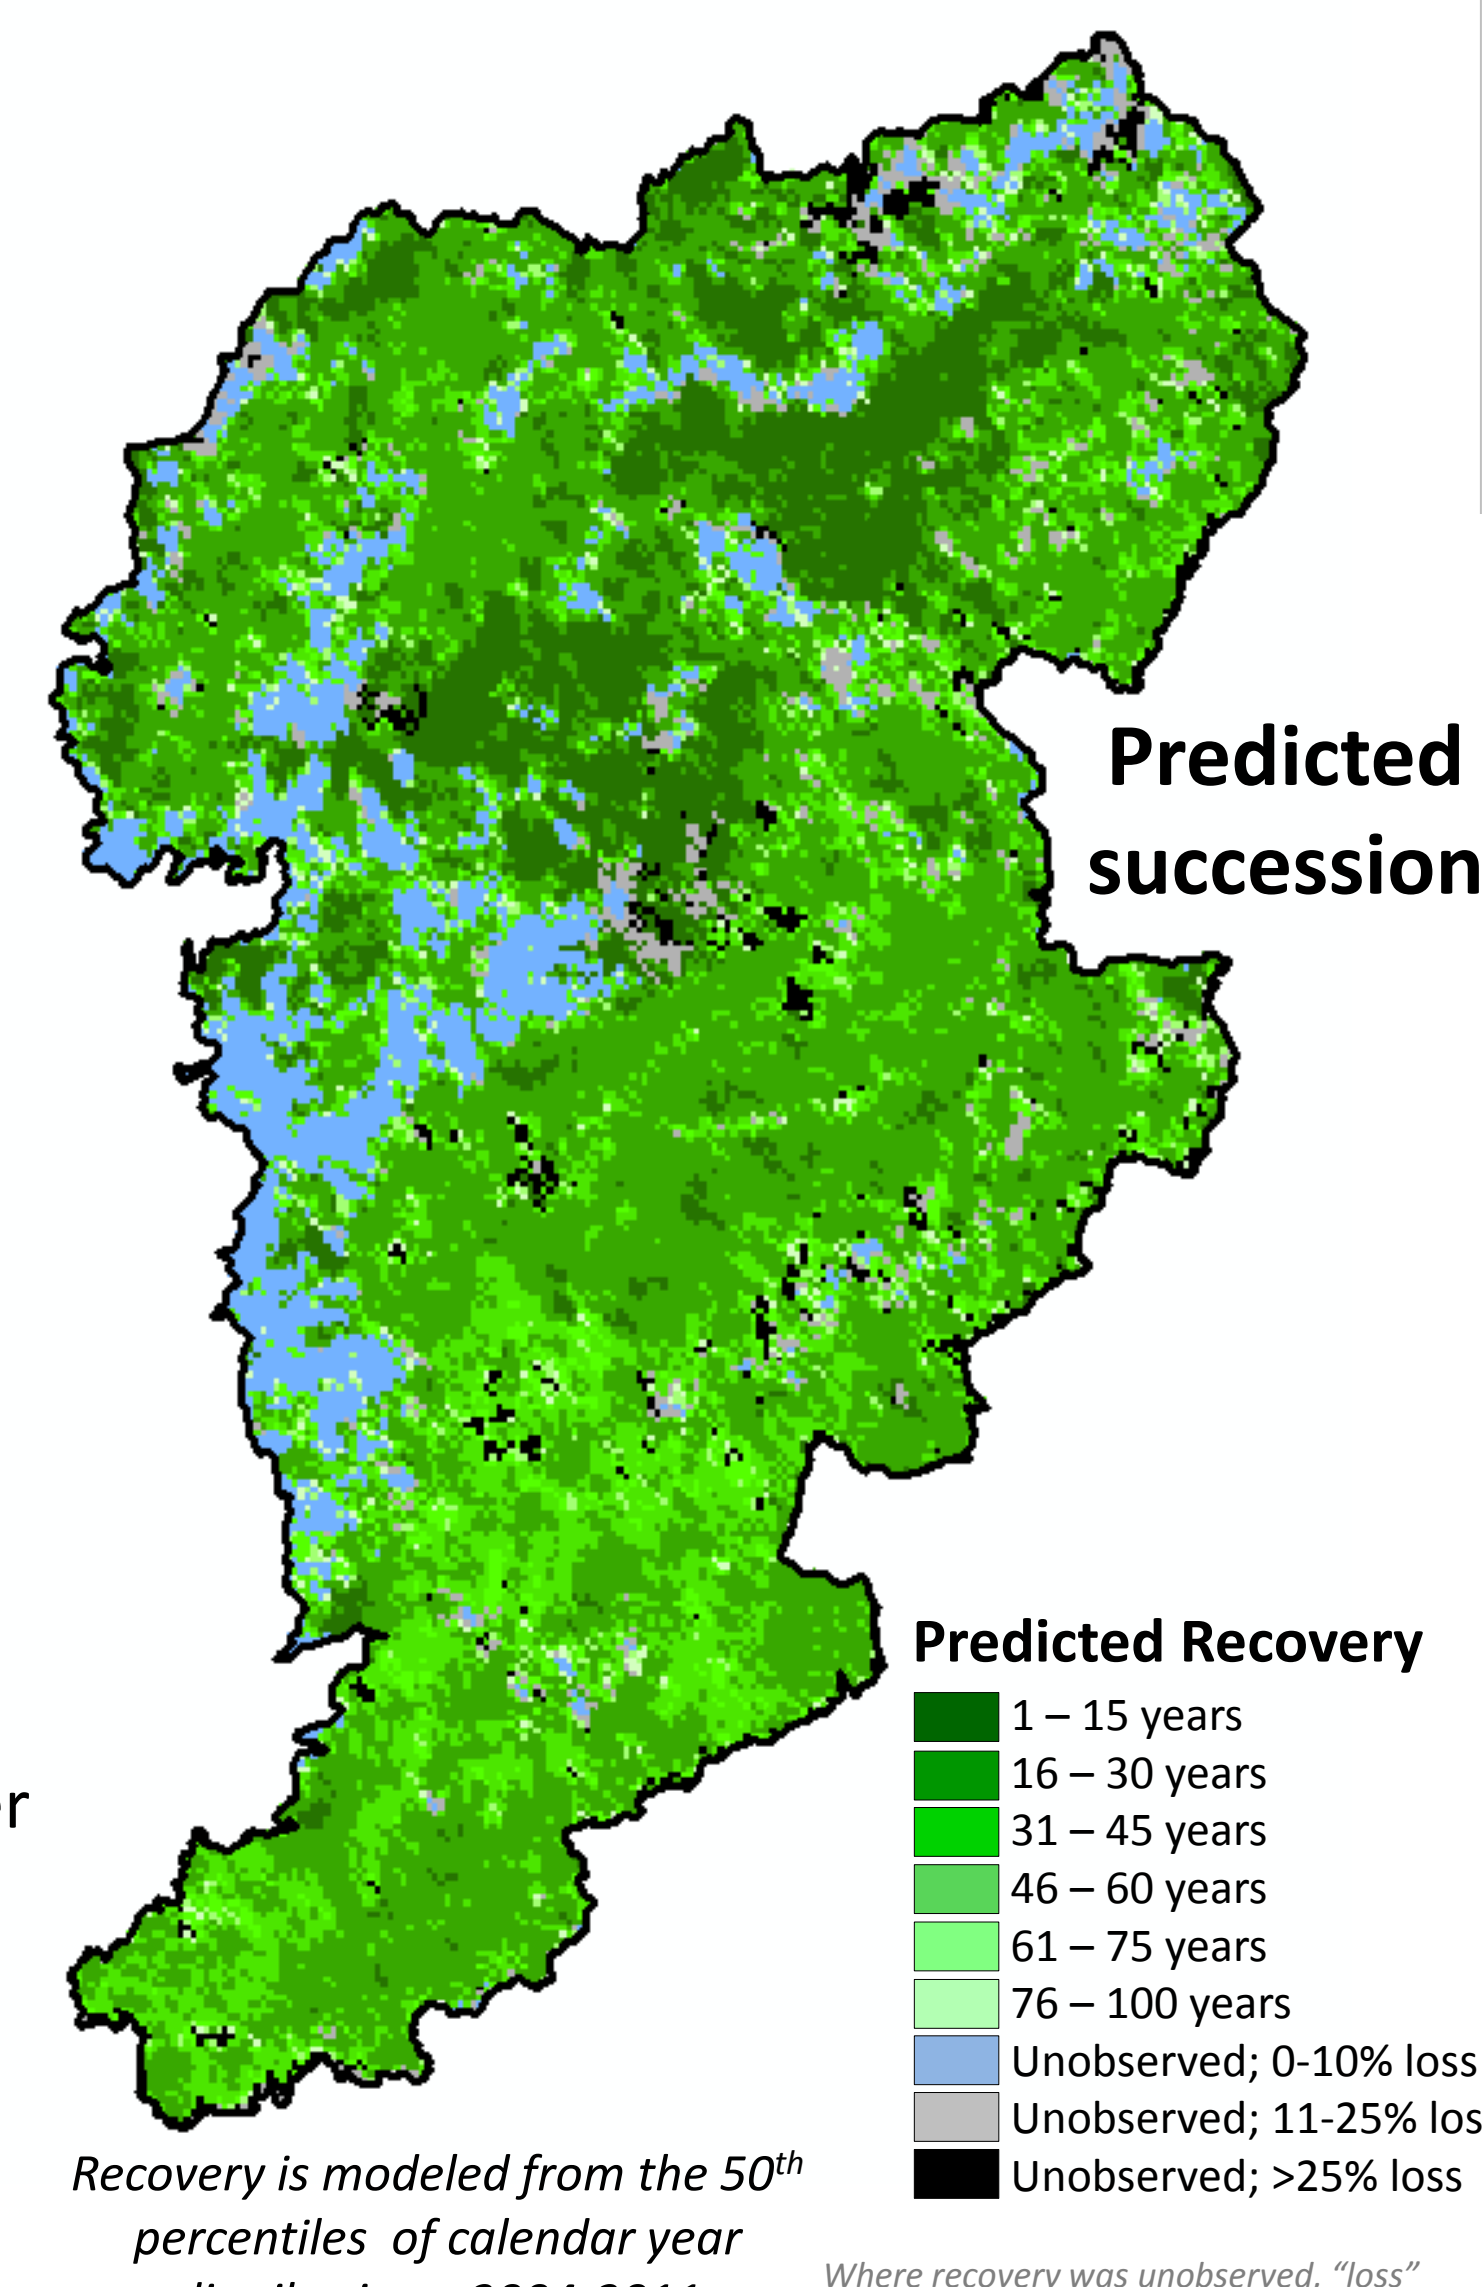 Predicted
succession
er
Predicted Recovery
1 – 15 years
16 – 30 years
31 – 45 years
46 – 60 years
61 – 75 years
76 – 100 years
Unobserved; 0-10% loss
Unobserved; 11-25% los
Unobserved; >25% loss
Recovery is modeled from the 50th
percentiles of calendar year
Where recovery was unobserved, “loss”